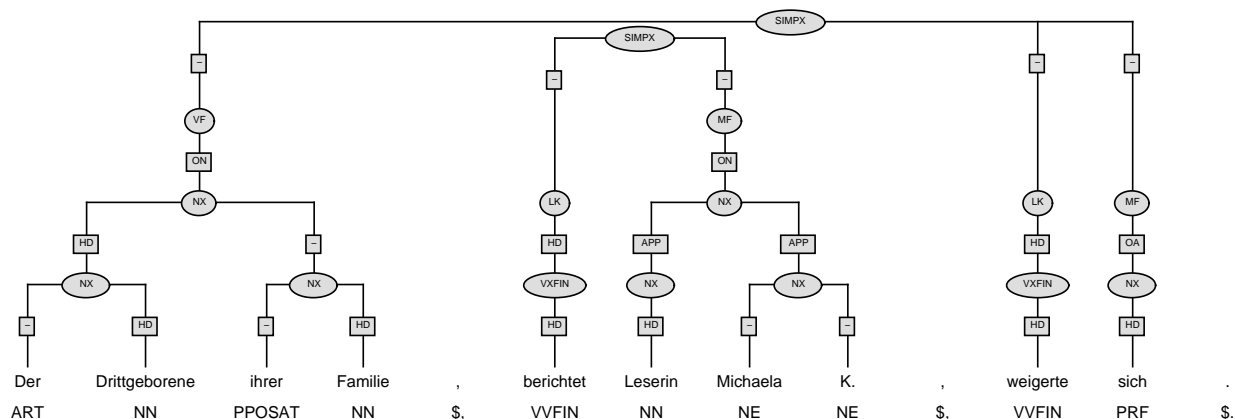 SIMPX
SIMPX
– – – – –
VF MF
ON ON
NX LK NX LK MF
HD – HD APP APP HD OA
NX NX VXFIN NX NX VXFIN NX
– HD – HD HD HD – – HD HD
Der Drittgeborene ihrer Familie , berichtet Leserin Michaela K. , weigerte sich .
ART NN PPOSAT NN $, VVFIN NN NE NE $, VVFIN PRF $.